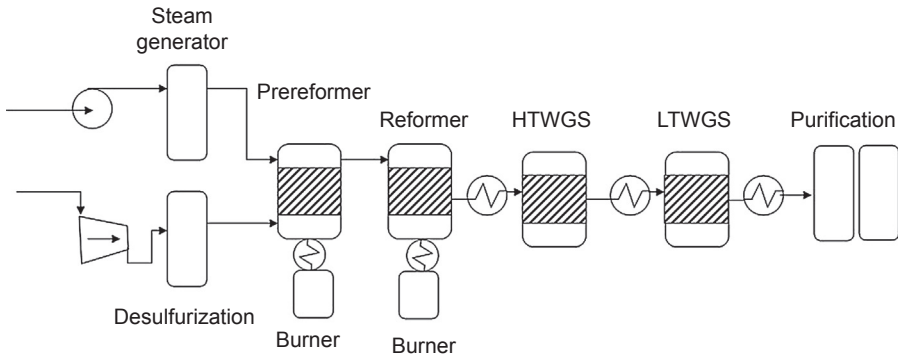 Steam
generator
Prereformer
Reformer
HTWGS
LTWGS
Purification
Desulfurization
Burner
Burner